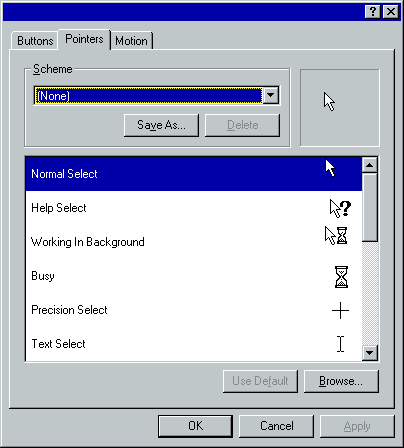 Buttons Pointers Motion
Scheme
(None)
Save As... Delete
Normal Select
Help Select
Working In Background
Busy
Precision Select
Text Select
Use Default Browse...
OK Cancel Apply